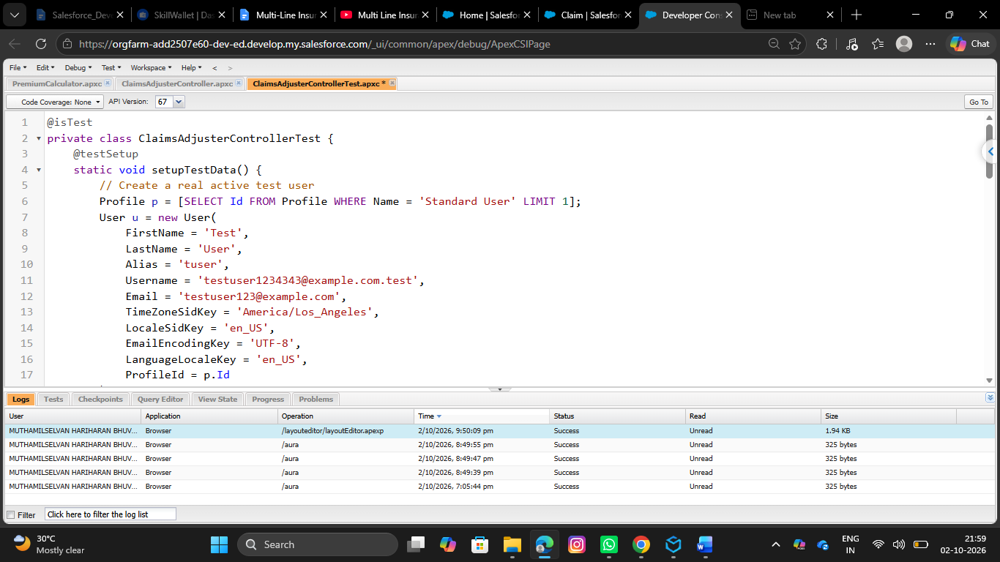 Salesforce_Deve
SkillWallet | Das
Multi-Line Insur
Multi Line Insur
Home | Salesfor
Claim | Salesfor
Developer Cons
New tab
https://orgfarm-add2507e60-dev-ed.develop.my.salesforce.com/_ui/common/apex/debug/ApexCSIPage
Chat
File Edit Debug Test Workspace Help < >
PremiumCalculator.apxc
ClaimsAdjusterController.apxc
ClaimsAdjusterControllerTest.apxc *
Code Coverage: None API Version: 67 Go To
1 @isTest
2 private class ClaimsAdjusterControllerTest {
3 @testSetup
4 static void setupTestData() {
5 // Create a real active test user
6 Profile p = [SELECT Id FROM Profile WHERE Name = 'Standard User' LIMIT 1];
7 User u = new User(
8 FirstName = 'Test',
9 LastName = 'User',
10 Alias = 'tuser',
11 Username = 'testuser1234343@example.com.test',
12 Email = 'testuser123@example.com',
13 TimeZoneSidKey = 'America/Los_Angeles',
14 LocaleSidKey = 'en_US',
15 EmailEncodingKey = 'UTF-8',
16 LanguageLocaleKey = 'en_US',
17 ProfileId = p.Id
Logs Tests Checkpoints Query Editor View State Progress Problems
User Application Operation Time Status Read Size
MUTHAMILSELVAN HARIHARAN BHUV... Browser /layouteditor/layoutEditor.apexp 2/10/2026, 9:50:09 pm Success Unread 1.94 KB
MUTHAMILSELVAN HARIHARAN BHUV... Browser /aura 2/10/2026, 8:49:55 pm Success Unread 325 bytes
MUTHAMILSELVAN HARIHARAN BHUV... Browser /aura 2/10/2026, 8:49:47 pm Success Unread 325 bytes
MUTHAMILSELVAN HARIHARAN BHUV... Browser /aura 2/10/2026, 8:49:39 pm Success Unread 325 bytes
MUTHAMILSELVAN HARIHARAN BHUV... Browser /aura 2/10/2026, 7:05:44 pm Success Unread 325 bytes
Filter Click here to filter the log list
30°C
Mostly clear
Search
ENG
IN
21:59
02-10-2026